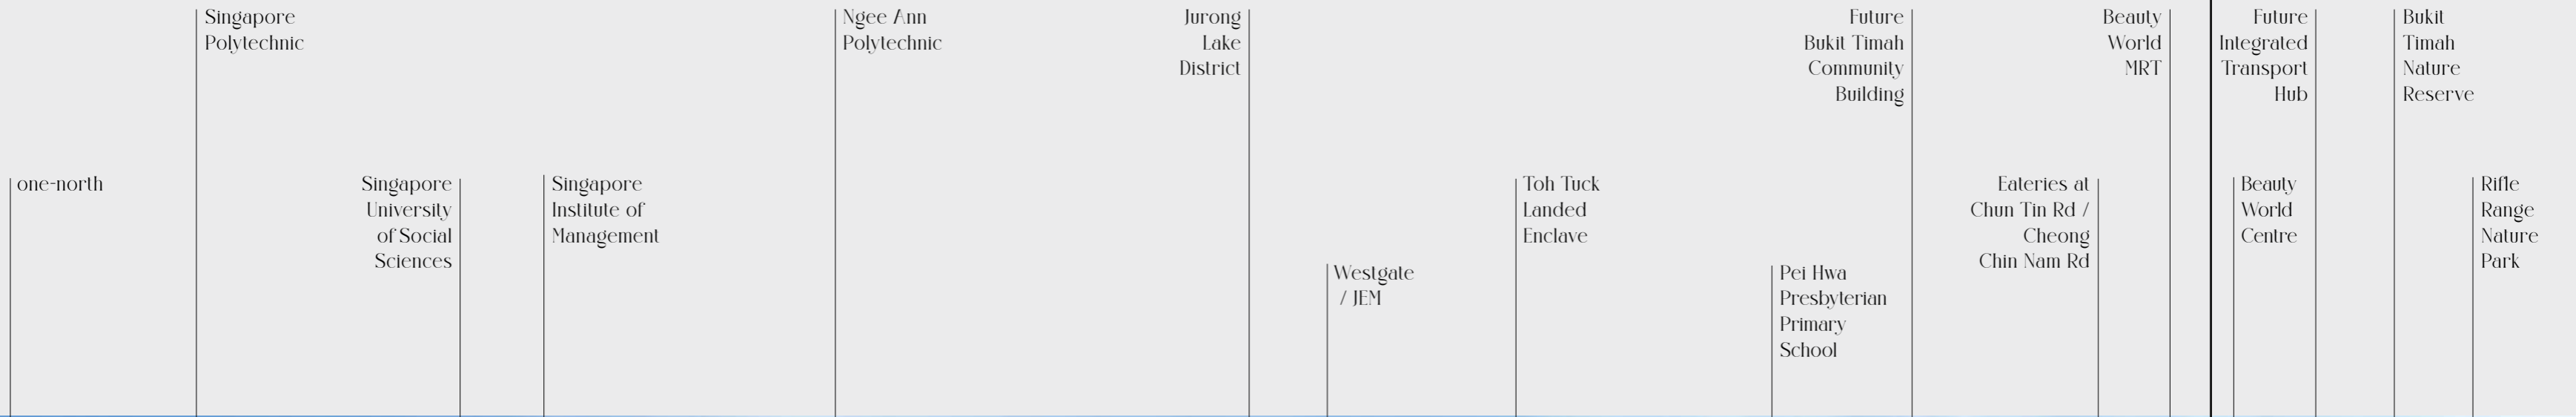 one-north
Singapore
Polytechnic
Singapore
University
of Social
Sciences
Singapore
Institute of
Management
Ngee Ann
Polytechnic
Jurong
Lake
District
Westgate
/ JEM
Toh Tuck
Landed
Enclave
Pei Hwa
Presbyterian
Primary
School
Future
Bukit Timah
Community
Building
Eateries at
Chun Tin Rd /
Cheong
Chin Nam Rd
Beauty
World
MRT
Beauty
World
Centre
Future
Integrated
Transport
Hub
Bukit
Timah
Nature
Reserve
Rifle
Range
Nature
Park